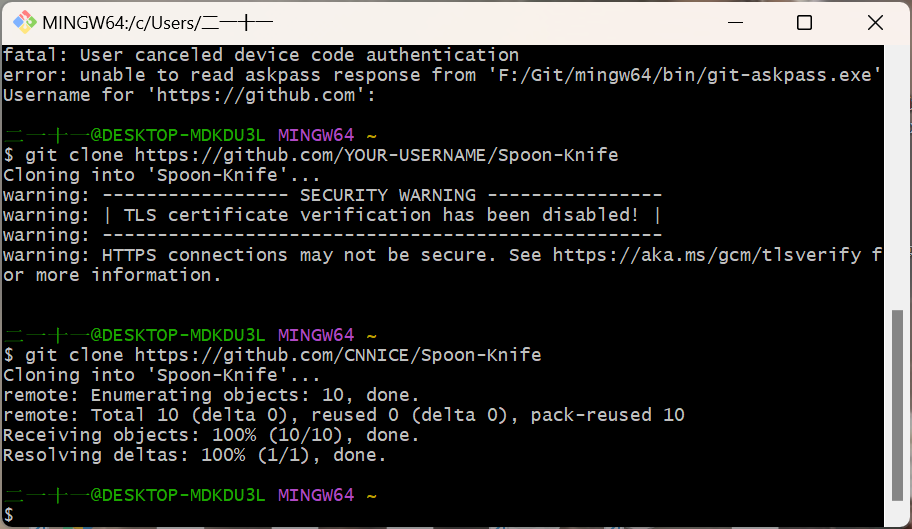 MINGW64:/c/Users/二一十一
fatal: User canceled device code authentication
error: unable to read askpass response from 'F:/Git/mingw64/bin/git-askpass.exe'
Username for 'https://github.com':
二一十一@DESKTOP-MDKDU3L MINGW64 ~
$ git clone https://github.com/YOUR-USERNAME/Spoon-Knife
Cloning into 'Spoon-Knife'...
warning: ----------------- SECURITY WARNING ----------------
warning: | TLS certificate verification has been disabled! |
warning: ---------------------------------------------------
warning: HTTPS connections may not be secure. See https://aka.ms/gcm/tlsverify f
or more information.
二一十一@DESKTOP-MDKDU3L MINGW64 ~
$ git clone https://github.com/CNNICE/Spoon-Knife
Cloning into 'Spoon-Knife'...
remote: Enumerating objects: 10, done.
remote: Total 10 (delta 0), reused 0 (delta 0), pack-reused 10
Receiving objects: 100% (10/10), done.
Resolving deltas: 100% (1/1), done.
二一十一@DESKTOP-MDKDU3L MINGW64 ~
$